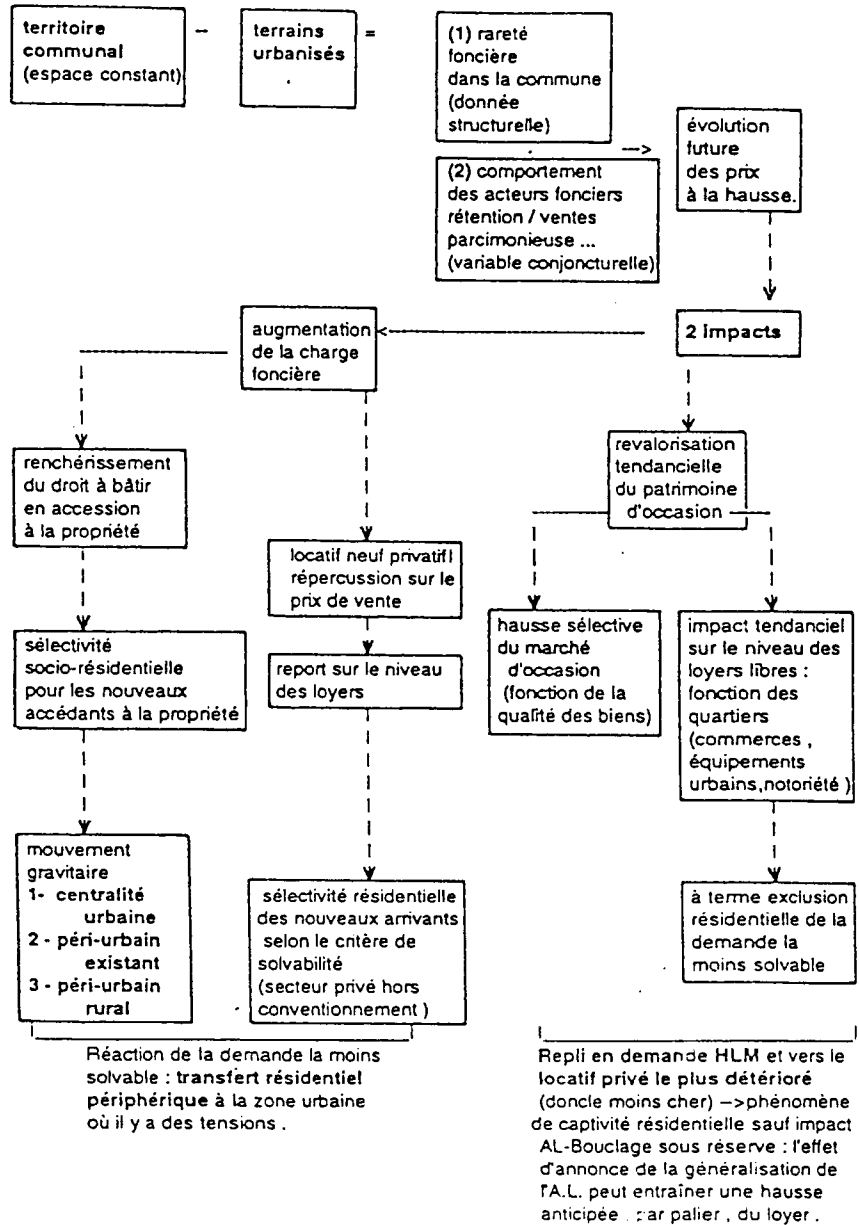 territoire
communal
(espace constant)
–
terrains
urbanisés
=
(1) rareté
foncière
dans la commune
(donnée
structurelle)
(2) comportement
des acteurs fonciers
rétention / ventes
parcimonieuse ...
(variable conjoncturelle)
—>
évolution
future
des prix
à la hausse.
2 impacts
augmentation
de la charge
foncière
revalorisation
tendancielle
du patrimoine
d'occasion
renchérissement
du droit à bâtir
en accession
à la propriété
locatif neuf privatif
répercussion sur le
prix de vente
hausse sélective
du marché
d'occasion
(fonction de la
qualité des biens)
impact tendanciel
sur le niveau des
loyers libres :
fonction des
quartiers
(commerces ,
équipements
urbains,notoriété )
sélectivité
socio-résidentielle
pour les nouveaux
accédants à la propriété
report sur le niveau
des loyers
mouvement
gravitaire
1- centralité
urbaine
2 - péri-urbain
existant
3 - péri-urbain
rural
sélectivité résidentielle
des nouveaux arrivants
selon le critère de
solvabilité
(secteur privé hors
conventionnement )
à terme exclusion
résidentielle de la
demande la
moins solvable
Réaction de la demande la moins
solvable : transfert résidentiel
périphérique à la zone urbaine
où il y a des tensions .
Repli en demande HLM et vers le
locatif privé le plus détérioré
(doncle moins cher) —>phénomène
de captivité résidentielle sauf impact
AL-Bouclage sous réserve : l'effet
d'annonce de la généralisation de
l'A.L. peut entraîner une hausse
anticipée , par palier , du loyer .